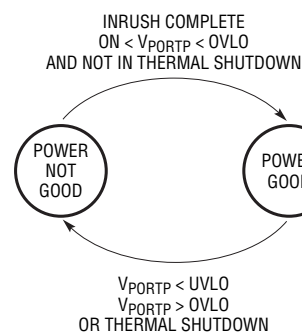 INRUSH COMPLETE
ON < VPORTP < OVLO
AND NOT IN THERMAL SHUTDOWN
POWER
NOT
GOOD
VPORTP < UVLO
VPORTP > OVLO
OR THERMAL SHUTDOWN